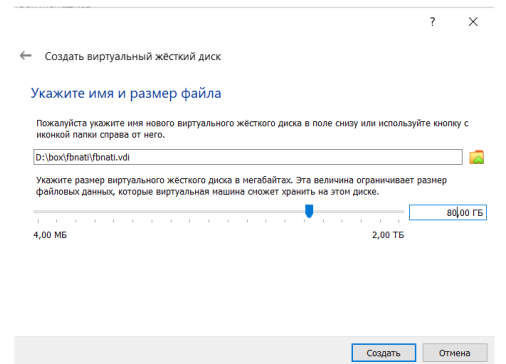 ?
Создать виртуальный жёсткий диск
Укажите имя и размер файла
Пожалуйста укажите имя нового виртуального жёсткого диска в поле снизу или используйте кнопку с
иконкой папки справа от него.
D:\box\fbnati\fbnati.vdi
Укажите размер виртуального жёсткого диска в мегабайтах. Эта величина ограничивает размер
файловых данных, которые виртуальная машина сможет хранить на этом диске.
80,00 ГБ
4,00 МБ 2,00 ТБ
Создать Отмена